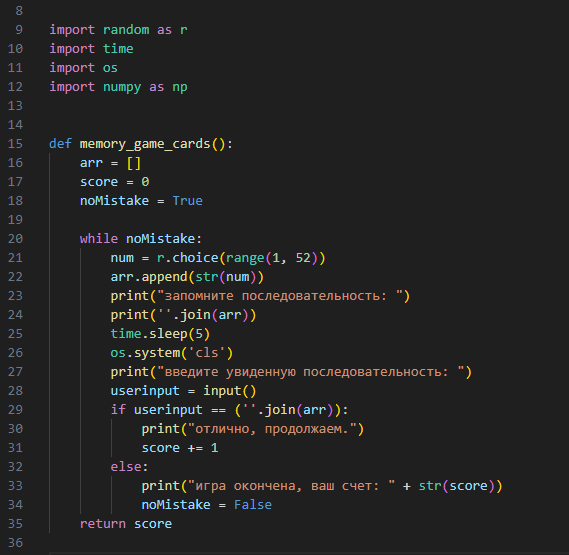 8
9 import random as r
10 import time
11 import os
12 import numpy as np
13
14
15 def memory_game_cards():
16     arr = []
17     score = 0
18     noMistake = True
19
20     while noMistake:
21         num = r.choice(range(1, 52))
22         arr.append(str(num))
23         print("запомните последовательность: ")
24         print(''.join(arr))
25         time.sleep(5)
26         os.system('cls')
27         print("введите увиденную последовательность: ")
28         userinput = input()
29         if userinput == (''.join(arr)):
30             print("отлично, продолжаем.")
31             score += 1
32         else:
33             print("игра окончена, ваш счет: " + str(score))
34             noMistake = False
35     return score
36